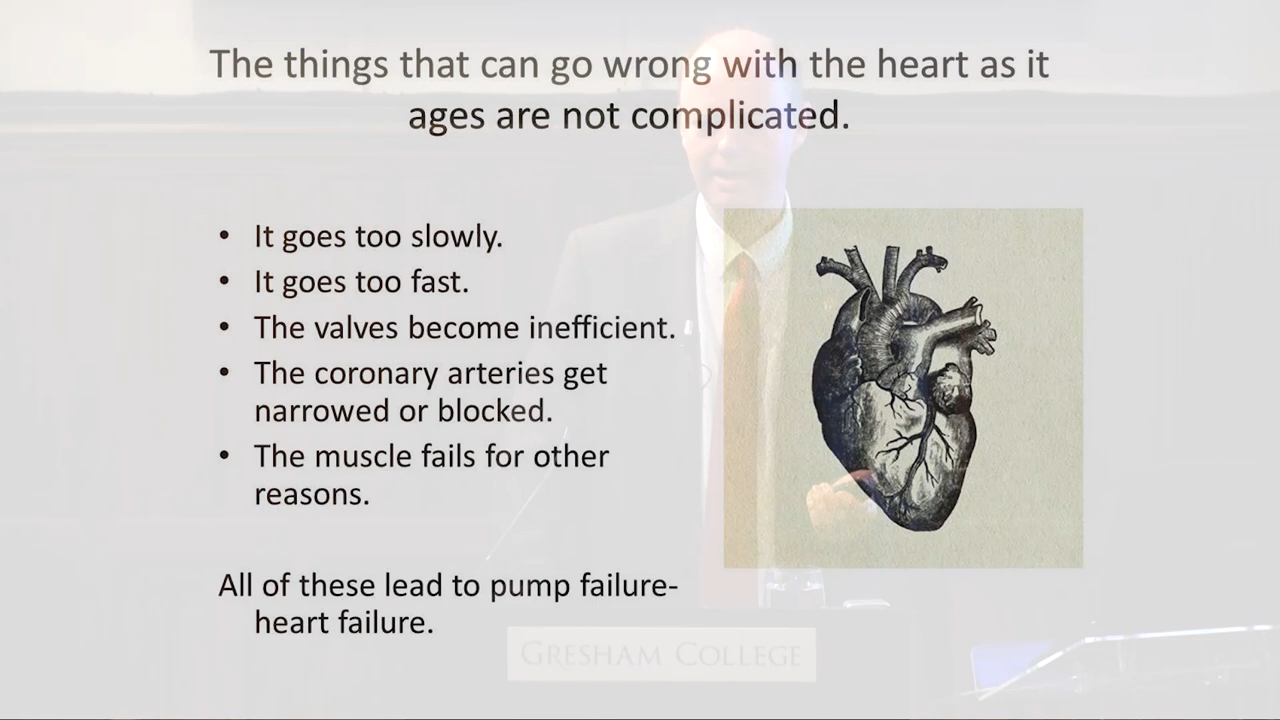 The things that can go wrong with the heart as it
ages are not complicated.
• It goes too slowly.
• It goes too fast.
• The valves become inefficient.
• The coronary arteries get
narrowed or blocked.
• The muscle fails for other
reasons.
All of these lead to pump failure-
heart failure.
GRESHAM COLLEGE